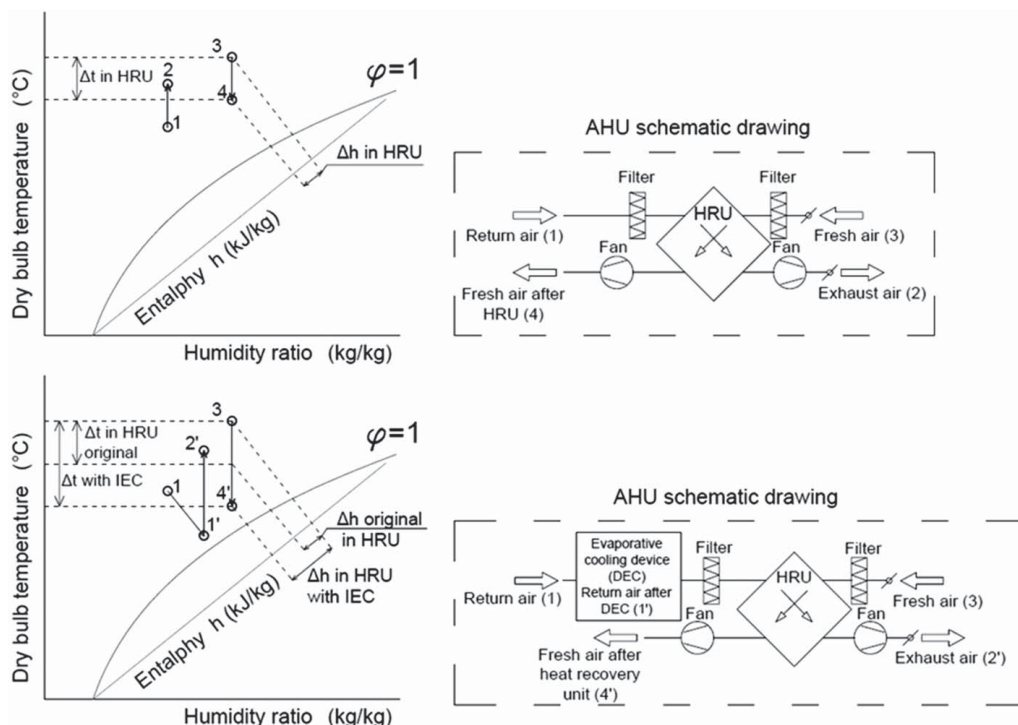 Dry bulb temperature (°C)
Δt in HRU
2
1
3
4
φ=1
Δh in HRU
Entalphy h (kJ/kg)
Humidity ratio (kg/kg)
AHU schematic drawing
Filter
Filter
HRU
Return air (1)
Fan
Fan
Fresh air (3)
Fresh air after
HRU (4)
Exhaust air (2)
Dry bulb temperature (°C)
Δt in HRU
original
Δt with IEC
3
2'
1
4'
1'
φ=1
Δh original
in HRU
Δh in HRU
with IEC
Entalphy h (kJ/kg)
Humidity ratio (kg/kg)
AHU schematic drawing
Evaporative
cooling device
(DEC)
Return air after
DEC (1')
Filter
Filter
HRU
Return air (1)
Fan
Fan
Fresh air (3)
Fresh air after
heat recovery
unit (4')
Exhaust air (2')